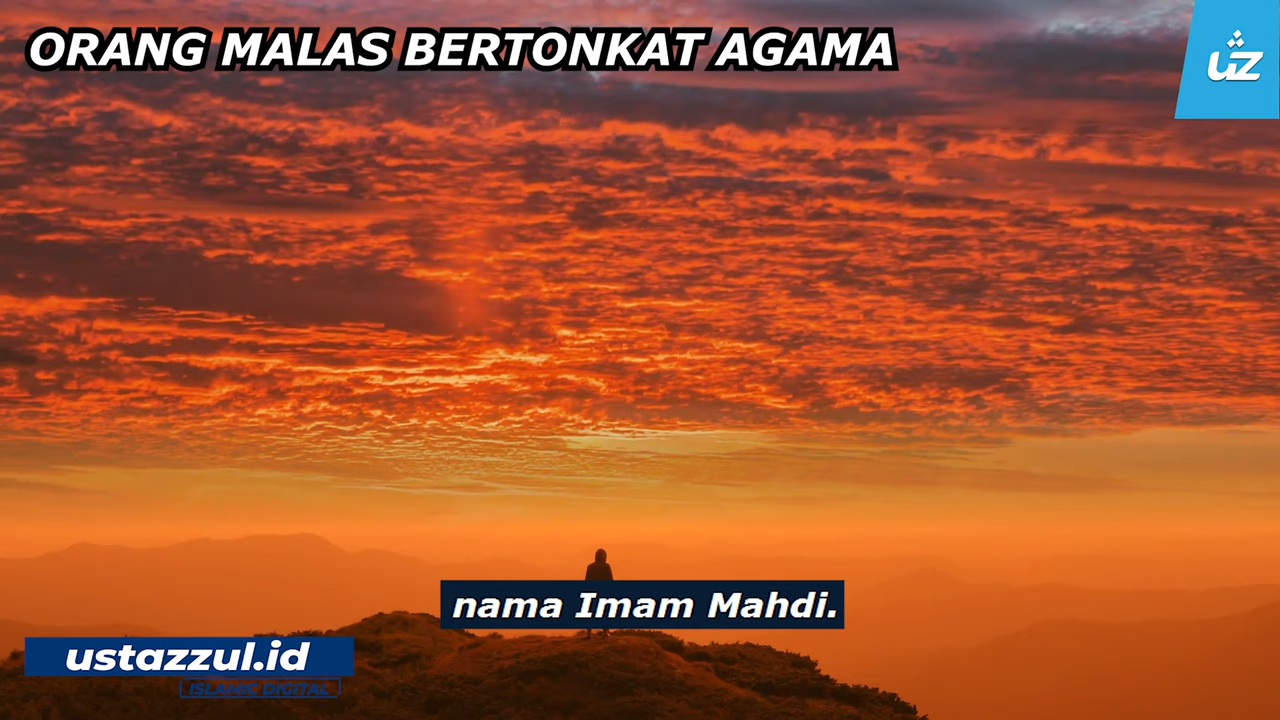 ORANG MALAS BERTONKAT AGAMA
uz
nama Imam Mahdi.
ustazzul.id
ISLAMIC DIGITAL